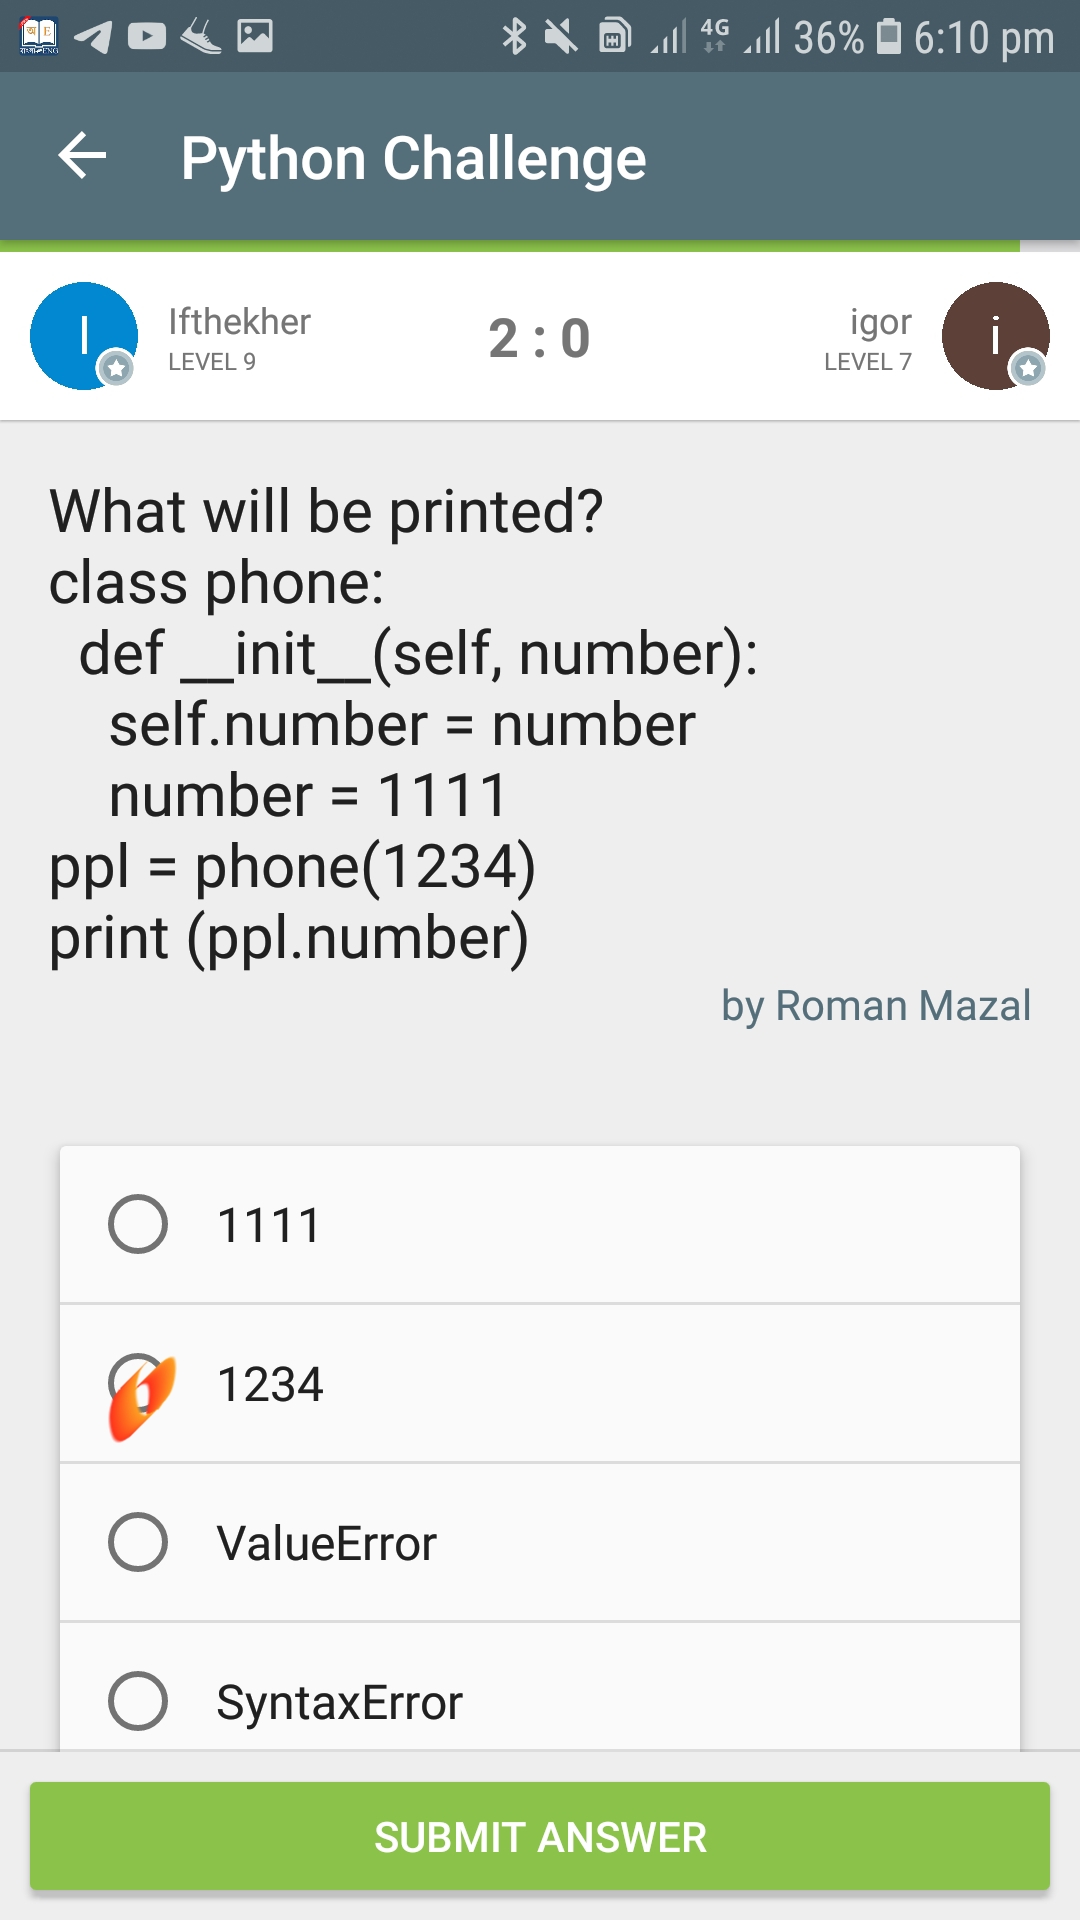 4G 36% 6:10 pm
Python Challenge
I
Ifthekher
LEVEL 9
2 : 0
igor
LEVEL 7
i
What will be printed?
class phone:
def __init__(self, number):
self.number = number
number = 1111
ppl = phone(1234)
print (ppl.number)
by Roman Mazal
1111
1234
ValueError
SyntaxError
SUBMIT ANSWER